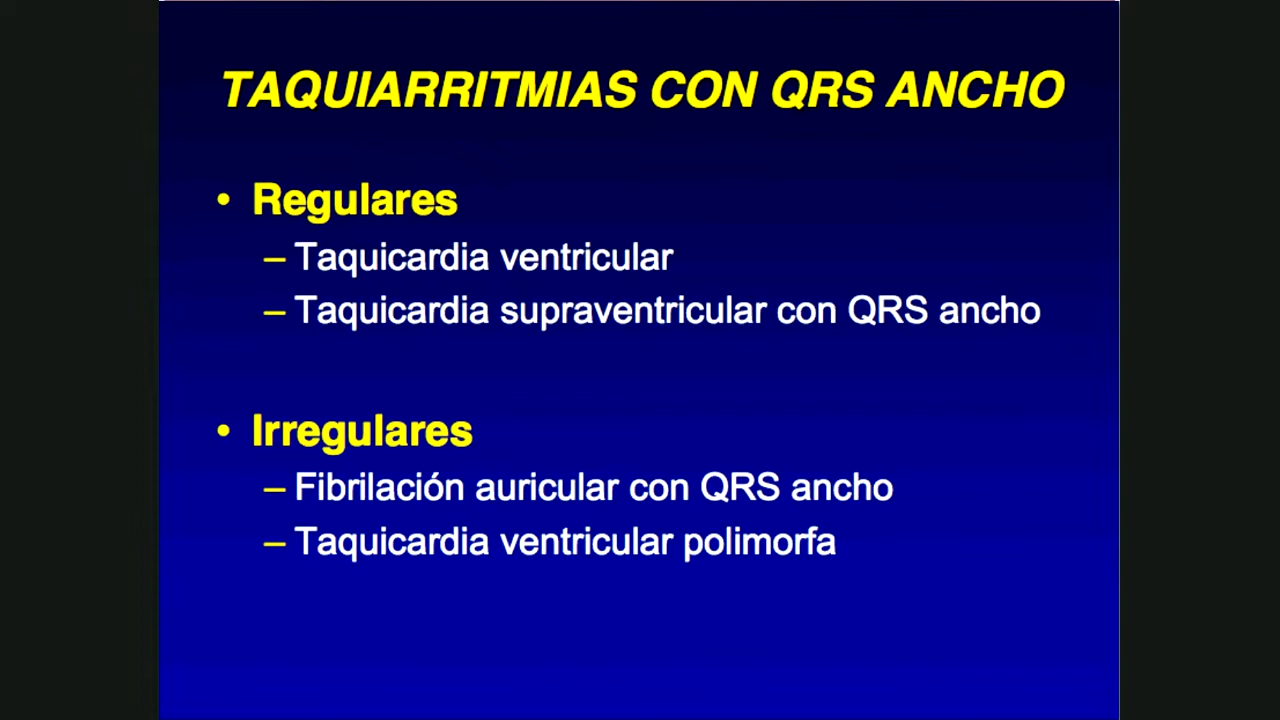 TAQUIARRITMIAS CON QRS ANCHO
• Regulares
– Taquicardia ventricular
– Taquicardia supraventricular con QRS ancho
• Irregulares
– Fibrilación auricular con QRS ancho
– Taquicardia ventricular polimorfa